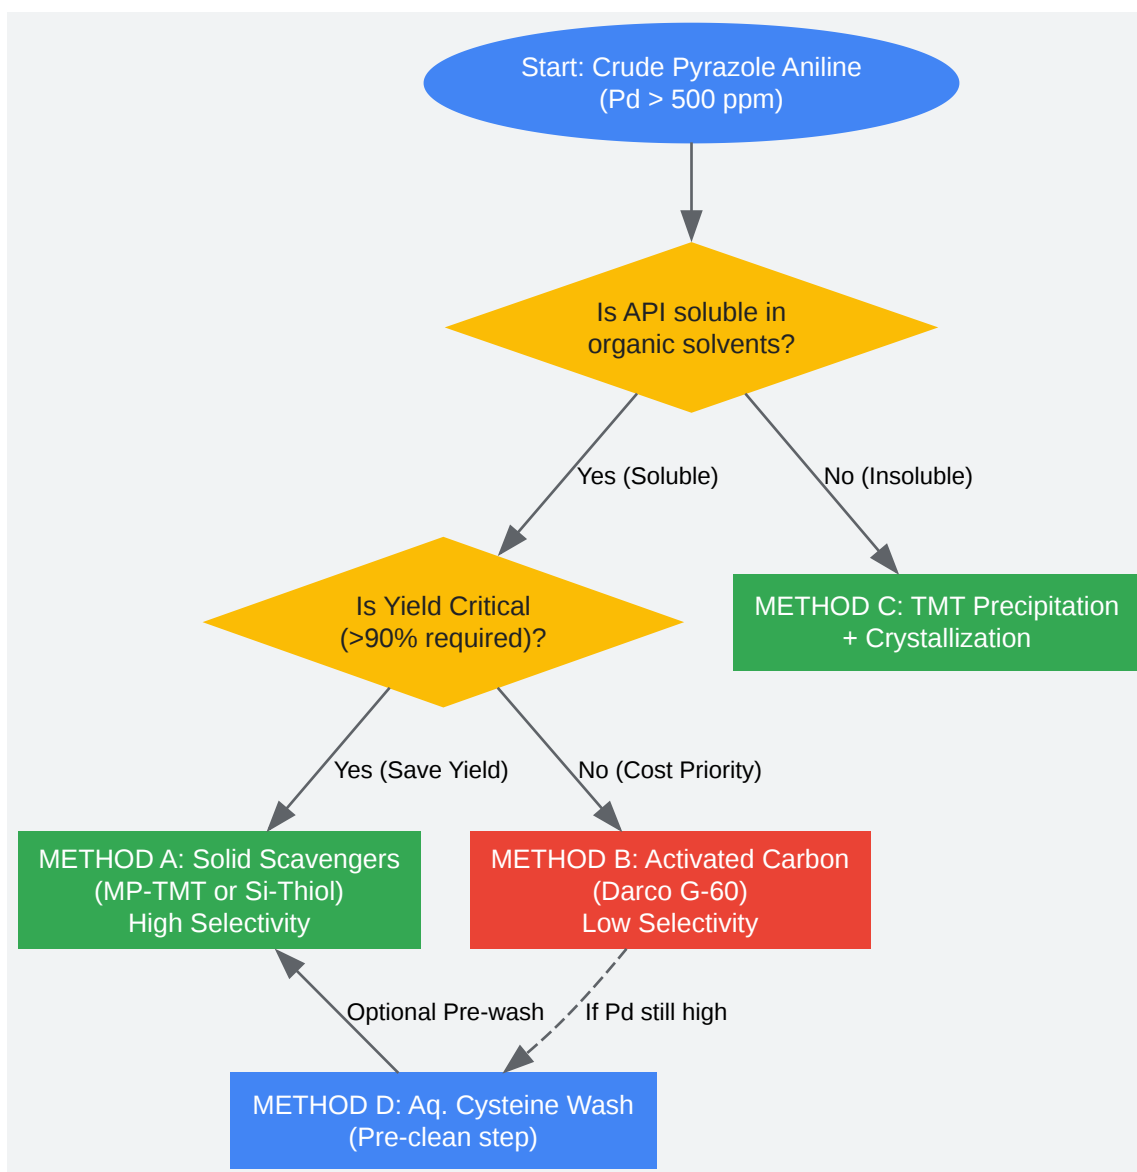 Start: Crude Pyrazole Aniline
(Pd > 500 ppm)
Is API soluble in
organic solvents?
Yes (Soluble)
No (Insoluble)
Is Yield Critical
(>90% required)?
METHOD C: TMT Precipitation
+ Crystallization
Yes (Save Yield)
No (Cost Priority)
METHOD A: Solid Scavengers
(MP-TMT or Si-Thiol)
High Selectivity
METHOD B: Activated Carbon
(Darco G-60)
Low Selectivity
Optional Pre-wash
If Pd still high
METHOD D: Aq. Cysteine Wash
(Pre-clean step)